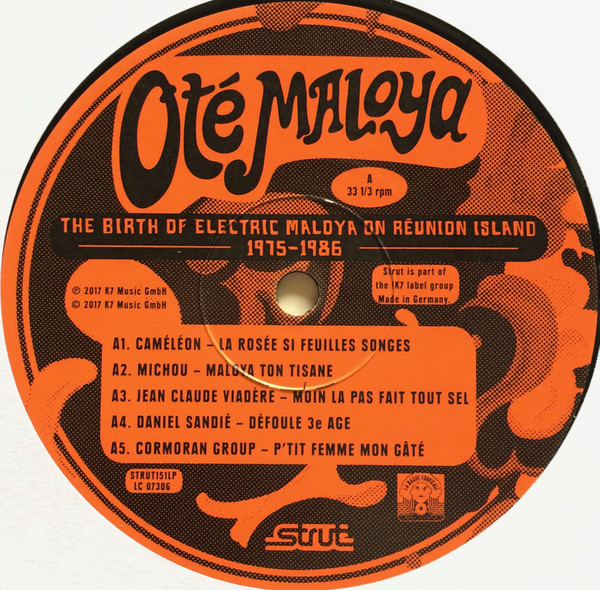 Oté MALOYA
A
33 1/3 rpm
THE BIRTH OF ELECTRIC MALOYA ON RÉUNION ISLAND
1975-1986
℗ 2017 K7 Music GmbH
© 2017 K7 Music GmbH
Strut is part of
the !K7 label group
Made in Germany.
A1. CAMÉLÉON – LA ROSÉE SI FEUILLES SONGES
A2. MICHOU – MALOYA TON TISANE
A3. JEAN CLAUDE VIADÈRE – MOIN LA PAS FAIT TOUT SEL
A4. DANIEL SANDIÉ – DÉFOULE 3e AGE
A5. CORMORAN GROUP – P'TIT FEMME MON GÂTÉ
STRUT151LP
LC 07306
strut